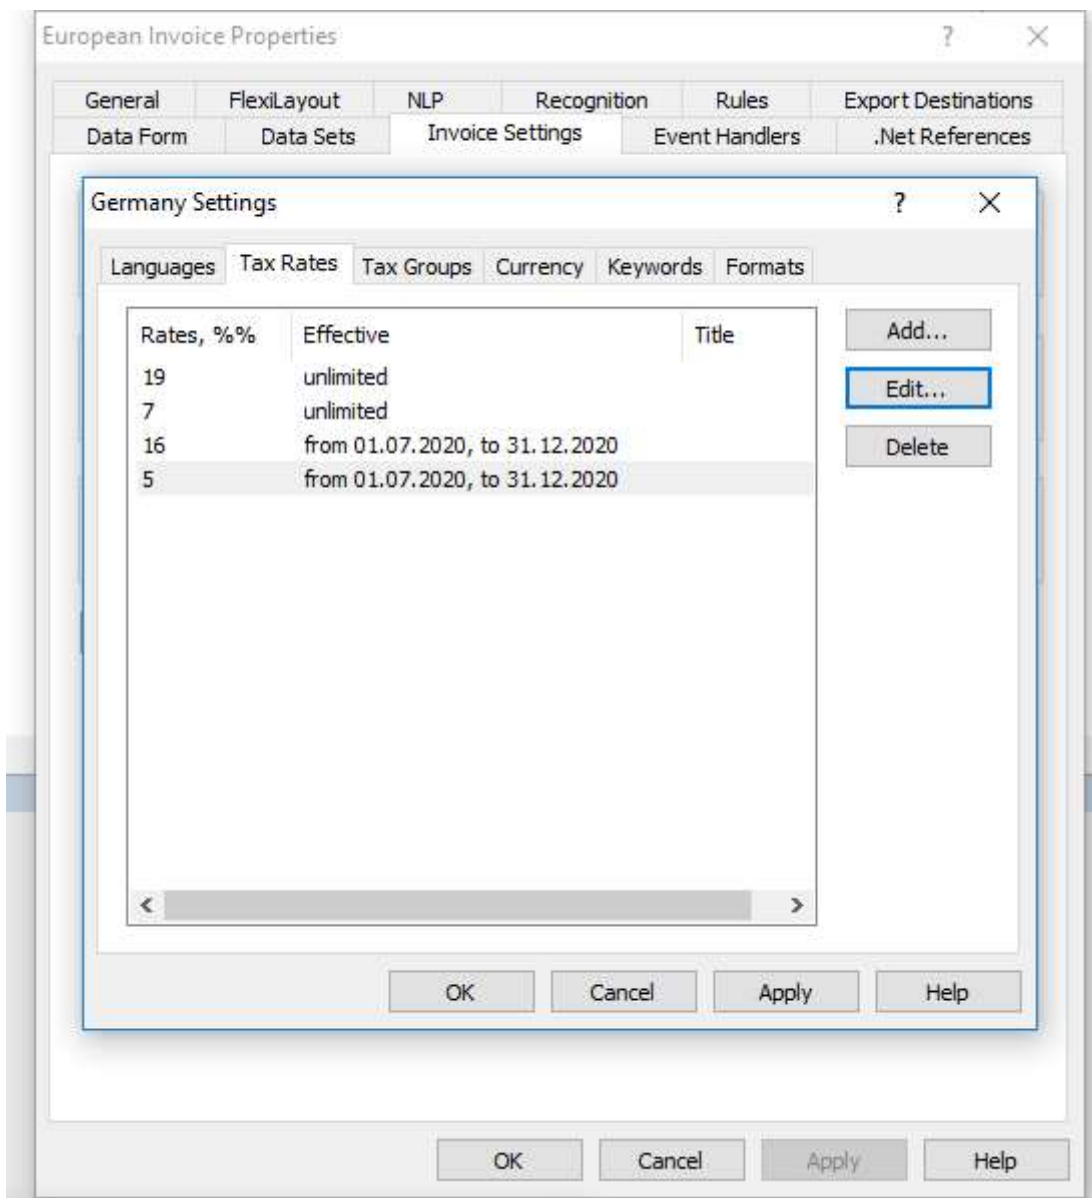 European Invoice Properties ? ×
General FlexiLayout NLP Recognition Rules Export Destinations
Data Form Data Sets Invoice Settings Event Handlers .Net References
Germany Settings ? ×
Languages Tax Rates Tax Groups Currency Keywords Formats
Rates, %% Effective Title Add...
19 unlimited
7 unlimited Edit...
16 from 01.07.2020, to 31.12.2020 Delete
5 from 01.07.2020, to 31.12.2020
OK Cancel Apply Help
OK Cancel Apply Help